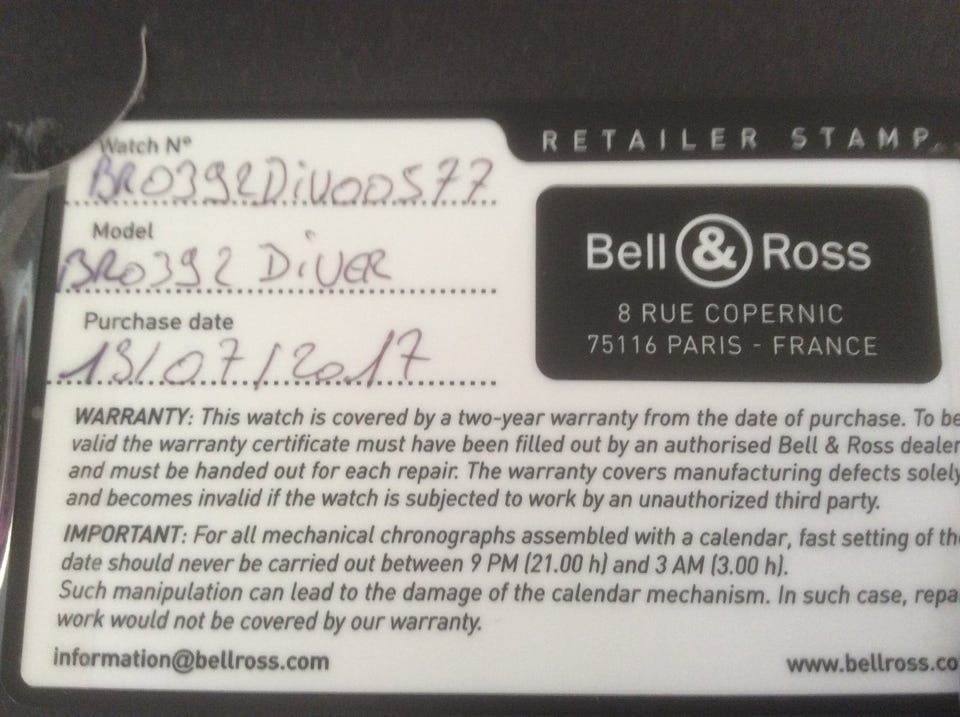 Watch N°
BR0392DiV00577
Model
BR0392 DiVER
Purchase date
13/07/2017
RETAILER STAMP
Bell & Ross
8 RUE COPERNIC
75116 PARIS - FRANCE
WARRANTY: This watch is covered by a two-year warranty from the date of purchase. To be
valid the warranty certificate must have been filled out by an authorised Bell & Ross dealer
and must be handed out for each repair. The warranty covers manufacturing defects solely
and becomes invalid if the watch is subjected to work by an unauthorized third party.
IMPORTANT: For all mechanical chronographs assembled with a calendar, fast setting of the
date should never be carried out between 9 PM (21.00 h) and 3 AM (3.00 h).
Such manipulation can lead to the damage of the calendar mechanism. In such case, repa
work would not be covered by our warranty.
information@bellross.com
www.bellross.co